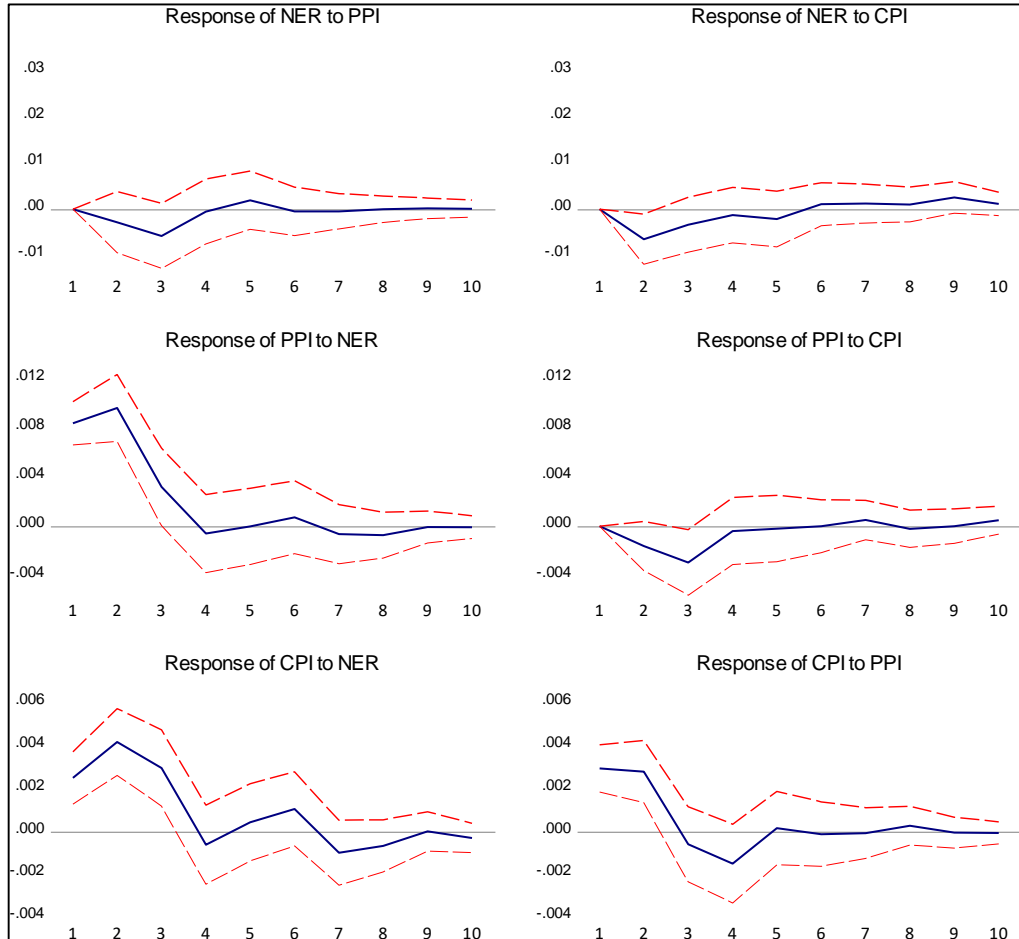 Response of NER to PPI
.03
.02
.01
.00
-.01
1 2 3 4 5 6 7 8 9 10
Response of NER to CPI
.03
.02
.01
.00
-.01
1 2 3 4 5 6 7 8 9 10
Response of PPI to NER
.012
.008
.004
.000
-.004
1 2 3 4 5 6 7 8 9 10
Response of PPI to CPI
.012
.008
.004
.000
-.004
1 2 3 4 5 6 7 8 9 10
Response of CPI to NER
.006
.004
.002
.000
-.002
-.004
1 2 3 4 5 6 7 8 9 10
Response of CPI to PPI
.006
.004
.002
.000
-.002
-.004
1 2 3 4 5 6 7 8 9 10